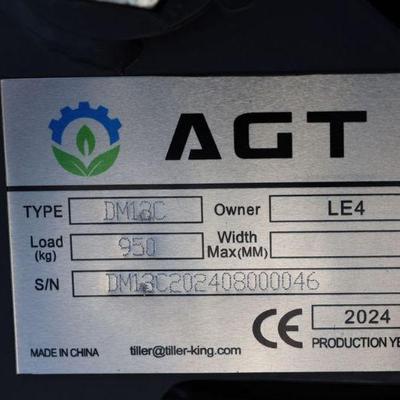 AGT
TYPE DM13C Owner LE4
Load (kg) 950 Width Max(MM)
S/N DM13C202408000046
CE 2024
MADE IN CHINA tiller@tiller-king.com PRODUCTION YE